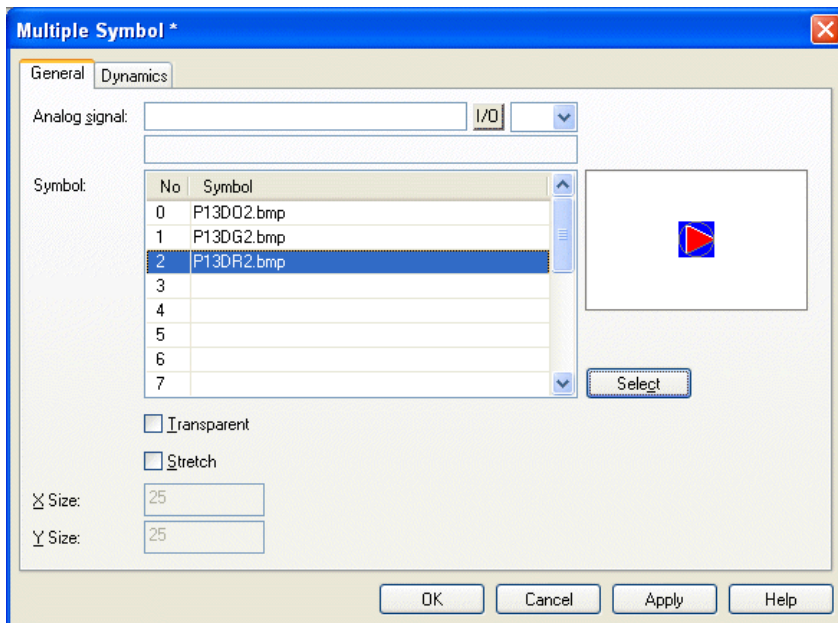 Multiple Symbol *
General Dynamics
Analog signal: I/O
Symbol:
No Symbol
0 P13DO2.bmp
1 P13DG2.bmp
2 P13DR2.bmp
3
4
5
6
7
Select
Transparent
Stretch
X Size: 25
Y Size: 25
OK Cancel Apply Help